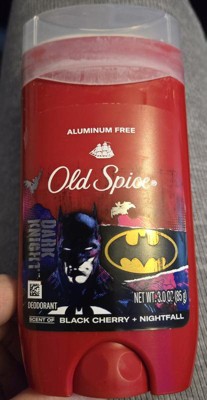 ALUMINUM FREE
Old Spice
DARK KNIGHT
NET WT. 3.0 OZ (85 g)
DEODORANT
SCENT OF BLACK CHERRY + NIGHTFALL